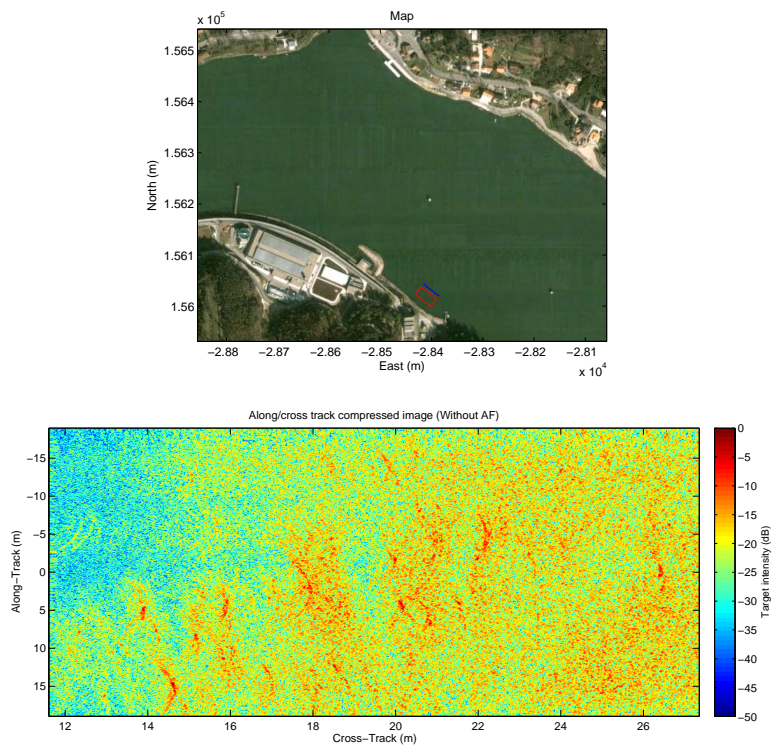 Map
x 10^5
1.565
1.564
1.563
1.562
1.561
1.56
North (m)
−2.88 −2.87 −2.86 −2.85 −2.84 −2.83 −2.82 −2.81
East (m)
x 10^4
Along/cross track compressed image (Without AF)
−15
−10
−5
0
5
10
15
Along−Track (m)
12 14 16 18 20 22 24 26
Cross−Track (m)
0
−5
−10
−15
−20
−25
−30
−35
−40
−45
−50
Target intensity (dB)